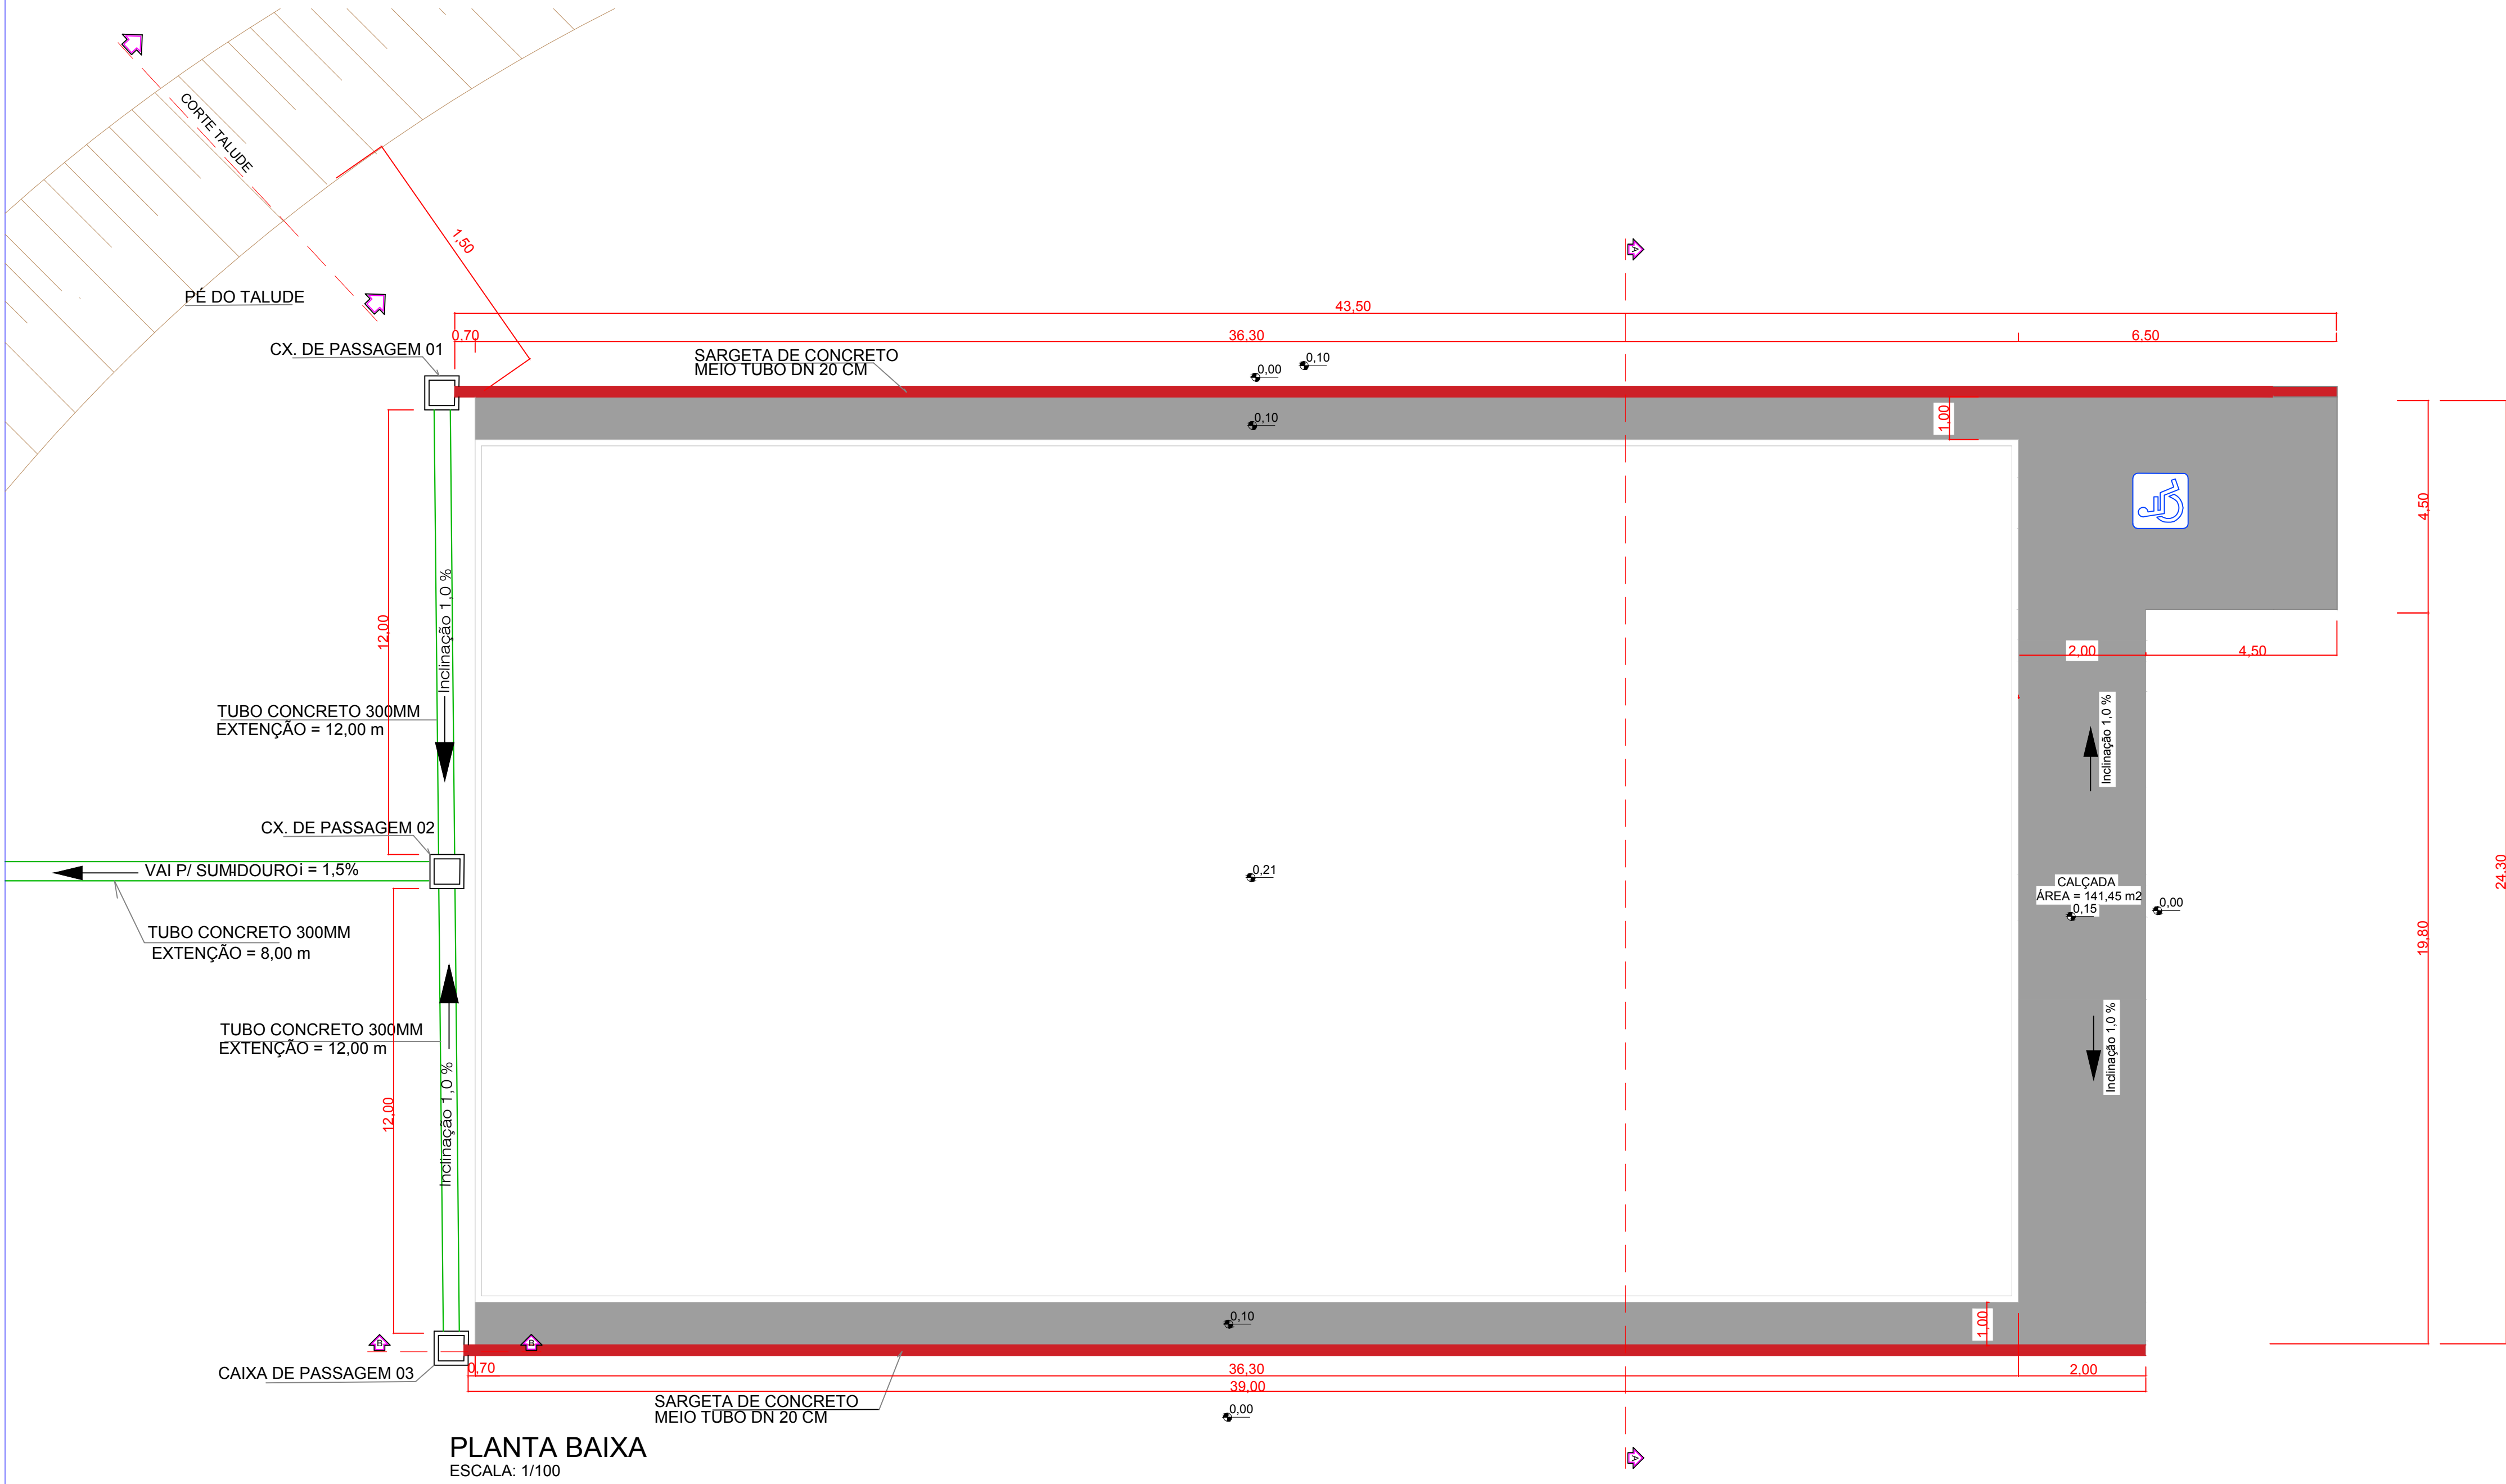 CORTE TALUDE
1,50
PÉ DO TALUDE
A
43,50
0,70
36,30
6,50
CX. DE PASSAGEM 01
SARGETA DE CONCRETO
MEIO TUBO DN 20 CM
0,00
0,10
0,10
1,00
4,50
12,00
Inclinação 1,0 %
2,00
4,50
TUBO CONCRETO 300MM
EXTENÇÃO = 12,00 m
Inclinação 1,0 %
CX. DE PASSAGEM 02
VAI P/ SUMIDOURO i = 1,5%
0,21
CALÇADA
ÁREA = 141,45 m2
0,15
0,00
24,30
19,80
TUBO CONCRETO 300MM
EXTENÇÃO = 8,00 m
TUBO CONCRETO 300MM
EXTENÇÃO = 12,00 m
Inclinação 1,0 %
12,00
Inclinação 1,0 %
0,10
1,00
B
B
CAIXA DE PASSAGEM 03
0,70
36,30
2,00
39,00
SARGETA DE CONCRETO
MEIO TUBO DN 20 CM
0,00
PLANTA BAIXA
ESCALA: 1/100
A